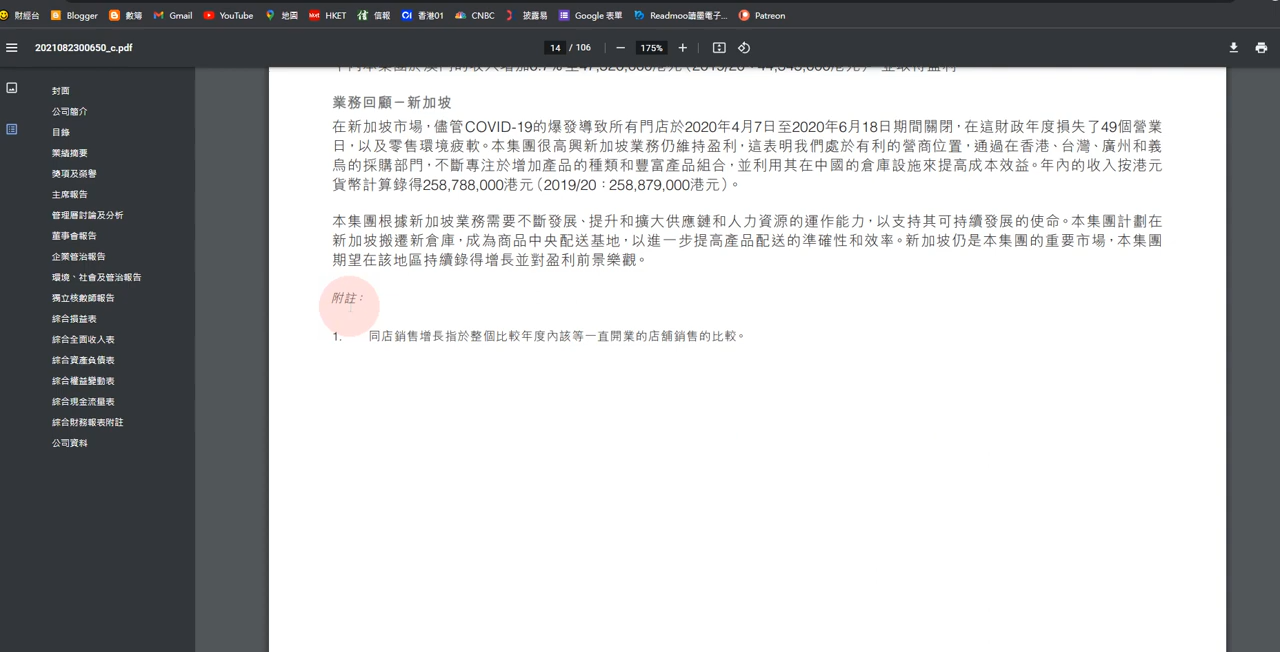 財經台
Blogger
數簿
Gmail
YouTube
地圖
HKET
信報
香港01
CNBC
披露易
Google 表單
Readmoo讀墨電子...
Patreon
2021082300650_c.pdf
14 / 106
175%
封面
公司簡介
目錄
業績摘要
獎項及榮譽
主席報告
管理層討論及分析
董事會報告
企業管治報告
環境、社會及管治報告
獨立核數師報告
綜合損益表
綜合全面收入表
綜合資產負債表
綜合權益變動表
綜合現金流量表
綜合財務報表附註
公司資料
業務回顧－新加坡
在新加坡市場，儘管COVID-19的爆發導致所有門店於2020年4月7日至2020年6月18日期間關閉，在這財政年度損失了49個營業
日，以及零售環境疲軟。本集團很高興新加坡業務仍維持盈利，這表明我們處於有利的營商位置，通過在香港、台灣、廣州和義
烏的採購部門，不斷專注於增加產品的種類和豐富產品組合，並利用其在中國的倉庫設施來提高成本效益。年內的收入按港元
貨幣計算錄得258,788,000港元（2019/20：258,879,000港元）。
本集團根據新加坡業務需要不斷發展、提升和擴大供應鏈和人力資源的運作能力，以支持其可持續發展的使命。本集團計劃在
新加坡搬遷新倉庫，成為商品中央配送基地，以進一步提高產品配送的準確性和效率。新加坡仍是本集團的重要市場，本集團
期望在該地區持續錄得增長並對盈利前景樂觀。
附註：
1. 同店銷售增長指於整個比較年度內該等一直開業的店舖銷售的比較。